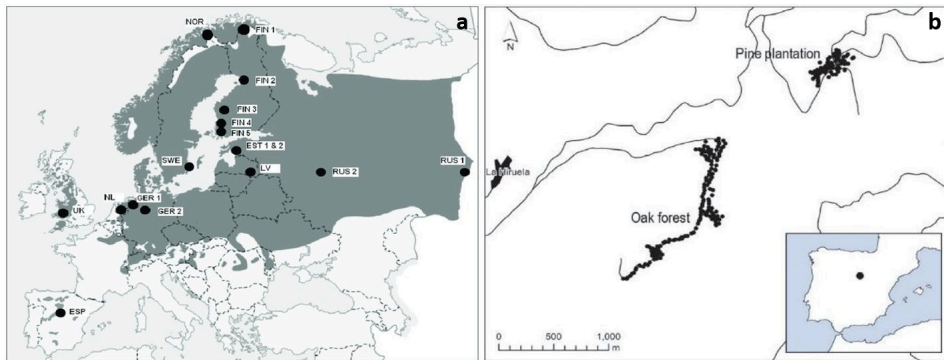 a
NOR
FIN 1
FIN 2
FIN 3
FIN 4
FIN 5
EST 1 & 2
SWE
LV
RUS 2
RUS 1
NL
GER 1
GER 2
UK
ESP
b
N
Pine plantation
La Hiruela
Oak forest
0 500 1,000
m